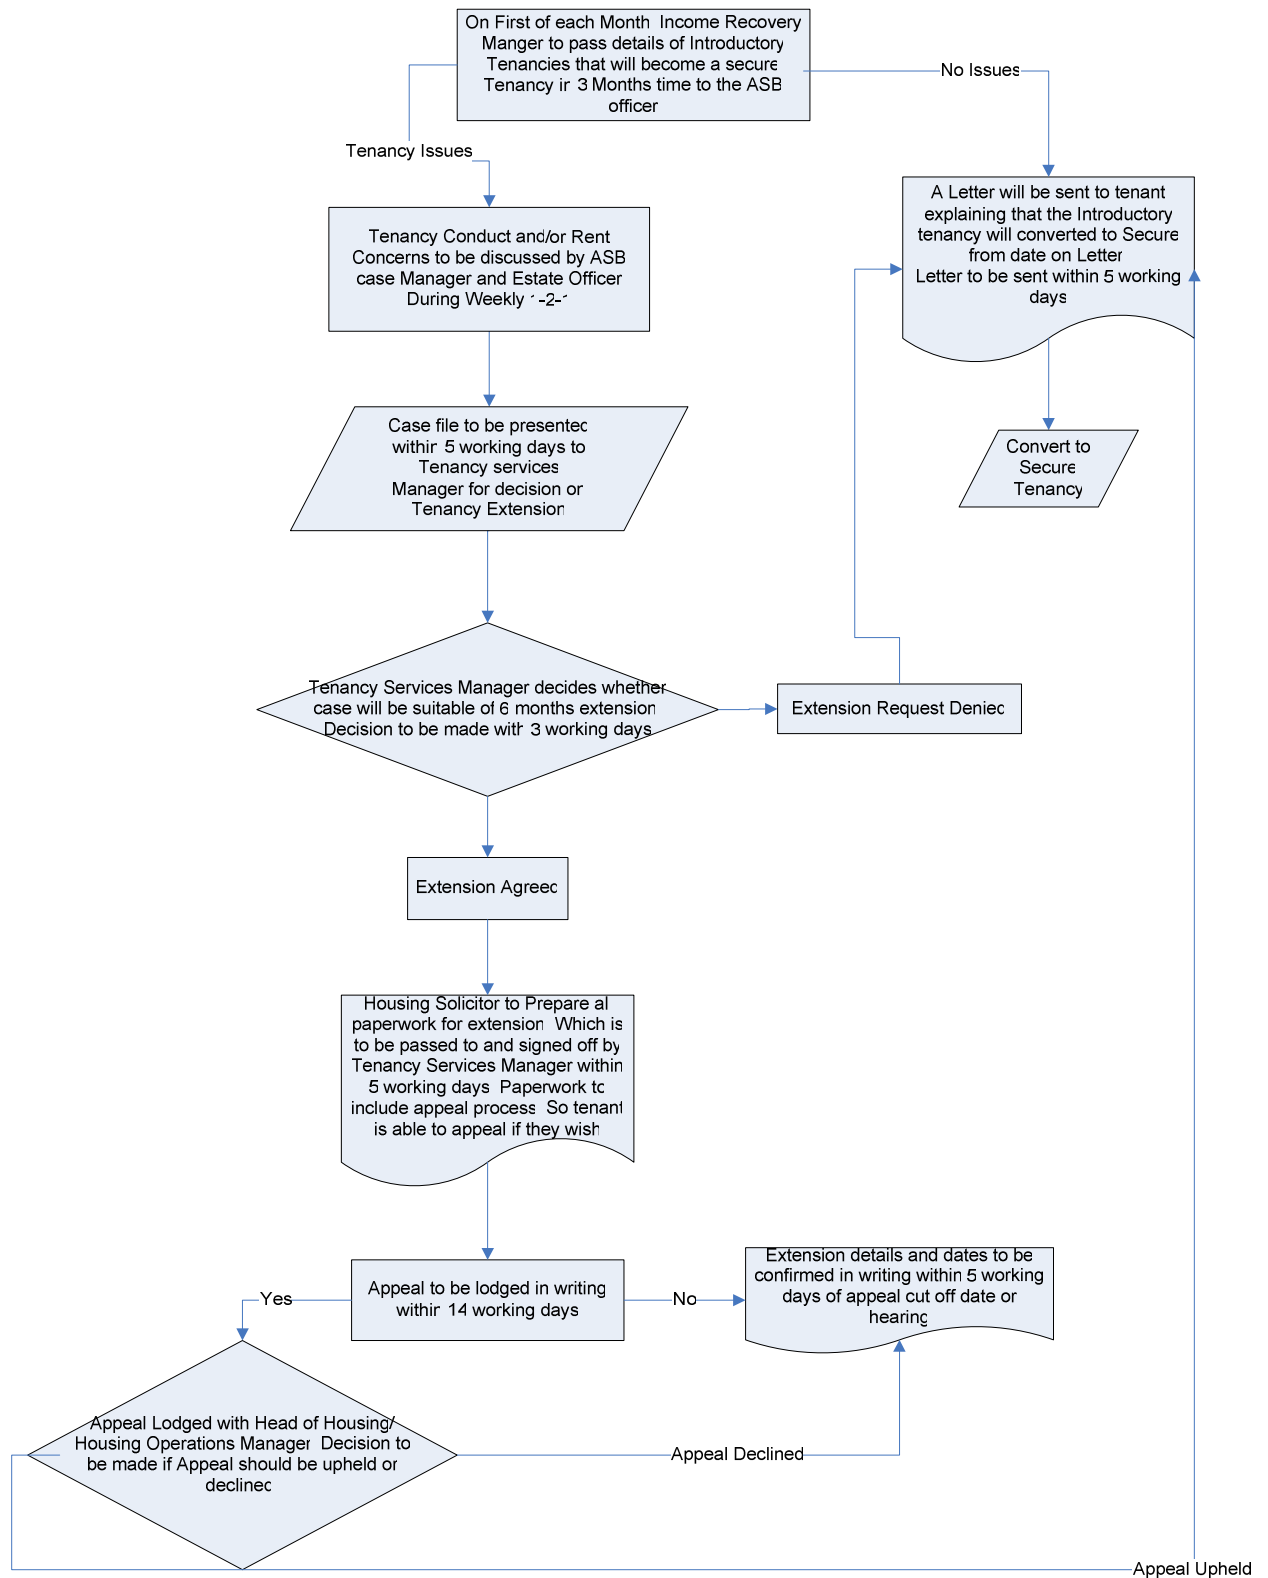 On First of each Month Income Recovery
Manger to pass details of Introductory
Tenancies that will become a secure
Tenancy in 3 Months time to the ASB
officer
No Issues
Tenancy Issues
A Letter will be sent to tenant
explaining that the Introductory
tenancy will converted to Secure
from date on Letter
Letter to be sent within 5 working
days
Tenancy Conduct and/or Rent
Concerns to be discussed by ASB
case Manager and Estate Officer
During Weekly 1-2-1
Case file to be presented
within 5 working days to
Tenancy services
Manager for decision on
Tenancy Extension
Convert to
Secure
Tenancy
Tenancy Services Manager decides whether
case will be suitable of 6 months extension
Decision to be made with 3 working days
Extension Request Denied
Extension Agreed
Housing Solicitor to Prepare all
paperwork for extension Which is
to be passed to and signed off by
Tenancy Services Manager within
5 working days Paperwork to
include appeal process So tenant
is able to appeal if they wish
Appeal to be lodged in writing
within 14 working days
Yes
No
Extension details and dates to be
confirmed in writing within 5 working
days of appeal cut off date or
hearing
Appeal Lodged with Head of Housing/
Housing Operations Manager Decision to
be made if Appeal should be upheld or
declined
Appeal Declined
Appeal Upheld